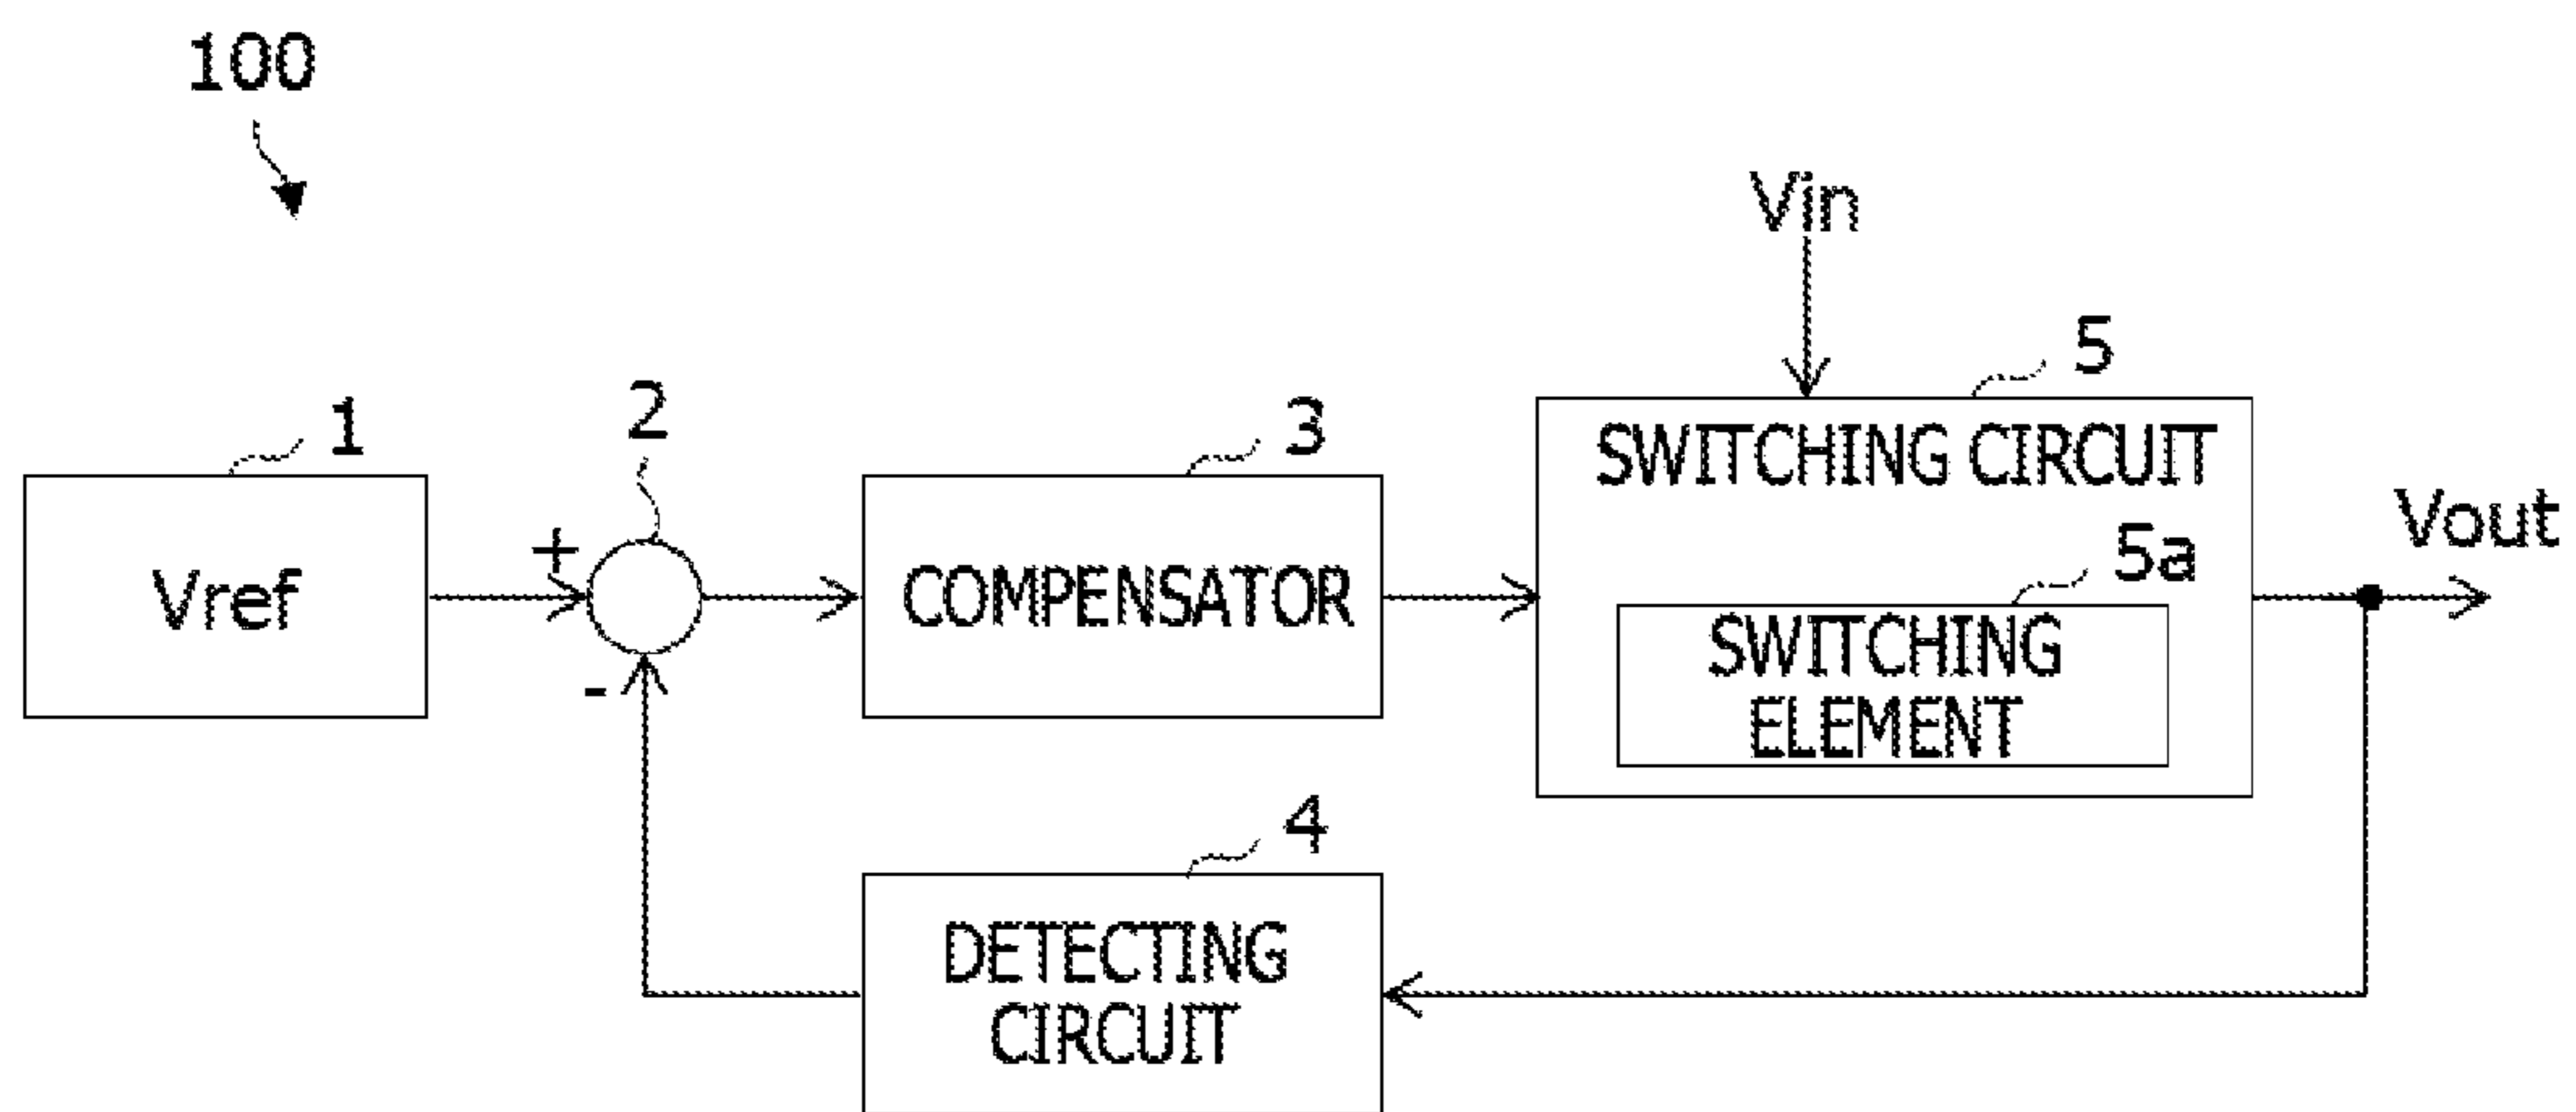 100
Vin
5
1
2
3
SWITCHING CIRCUIT
Vout
+
5a
Vref
COMPENSATOR
SWITCHING
ELEMENT
-
4
DETECTING
CIRCUIT